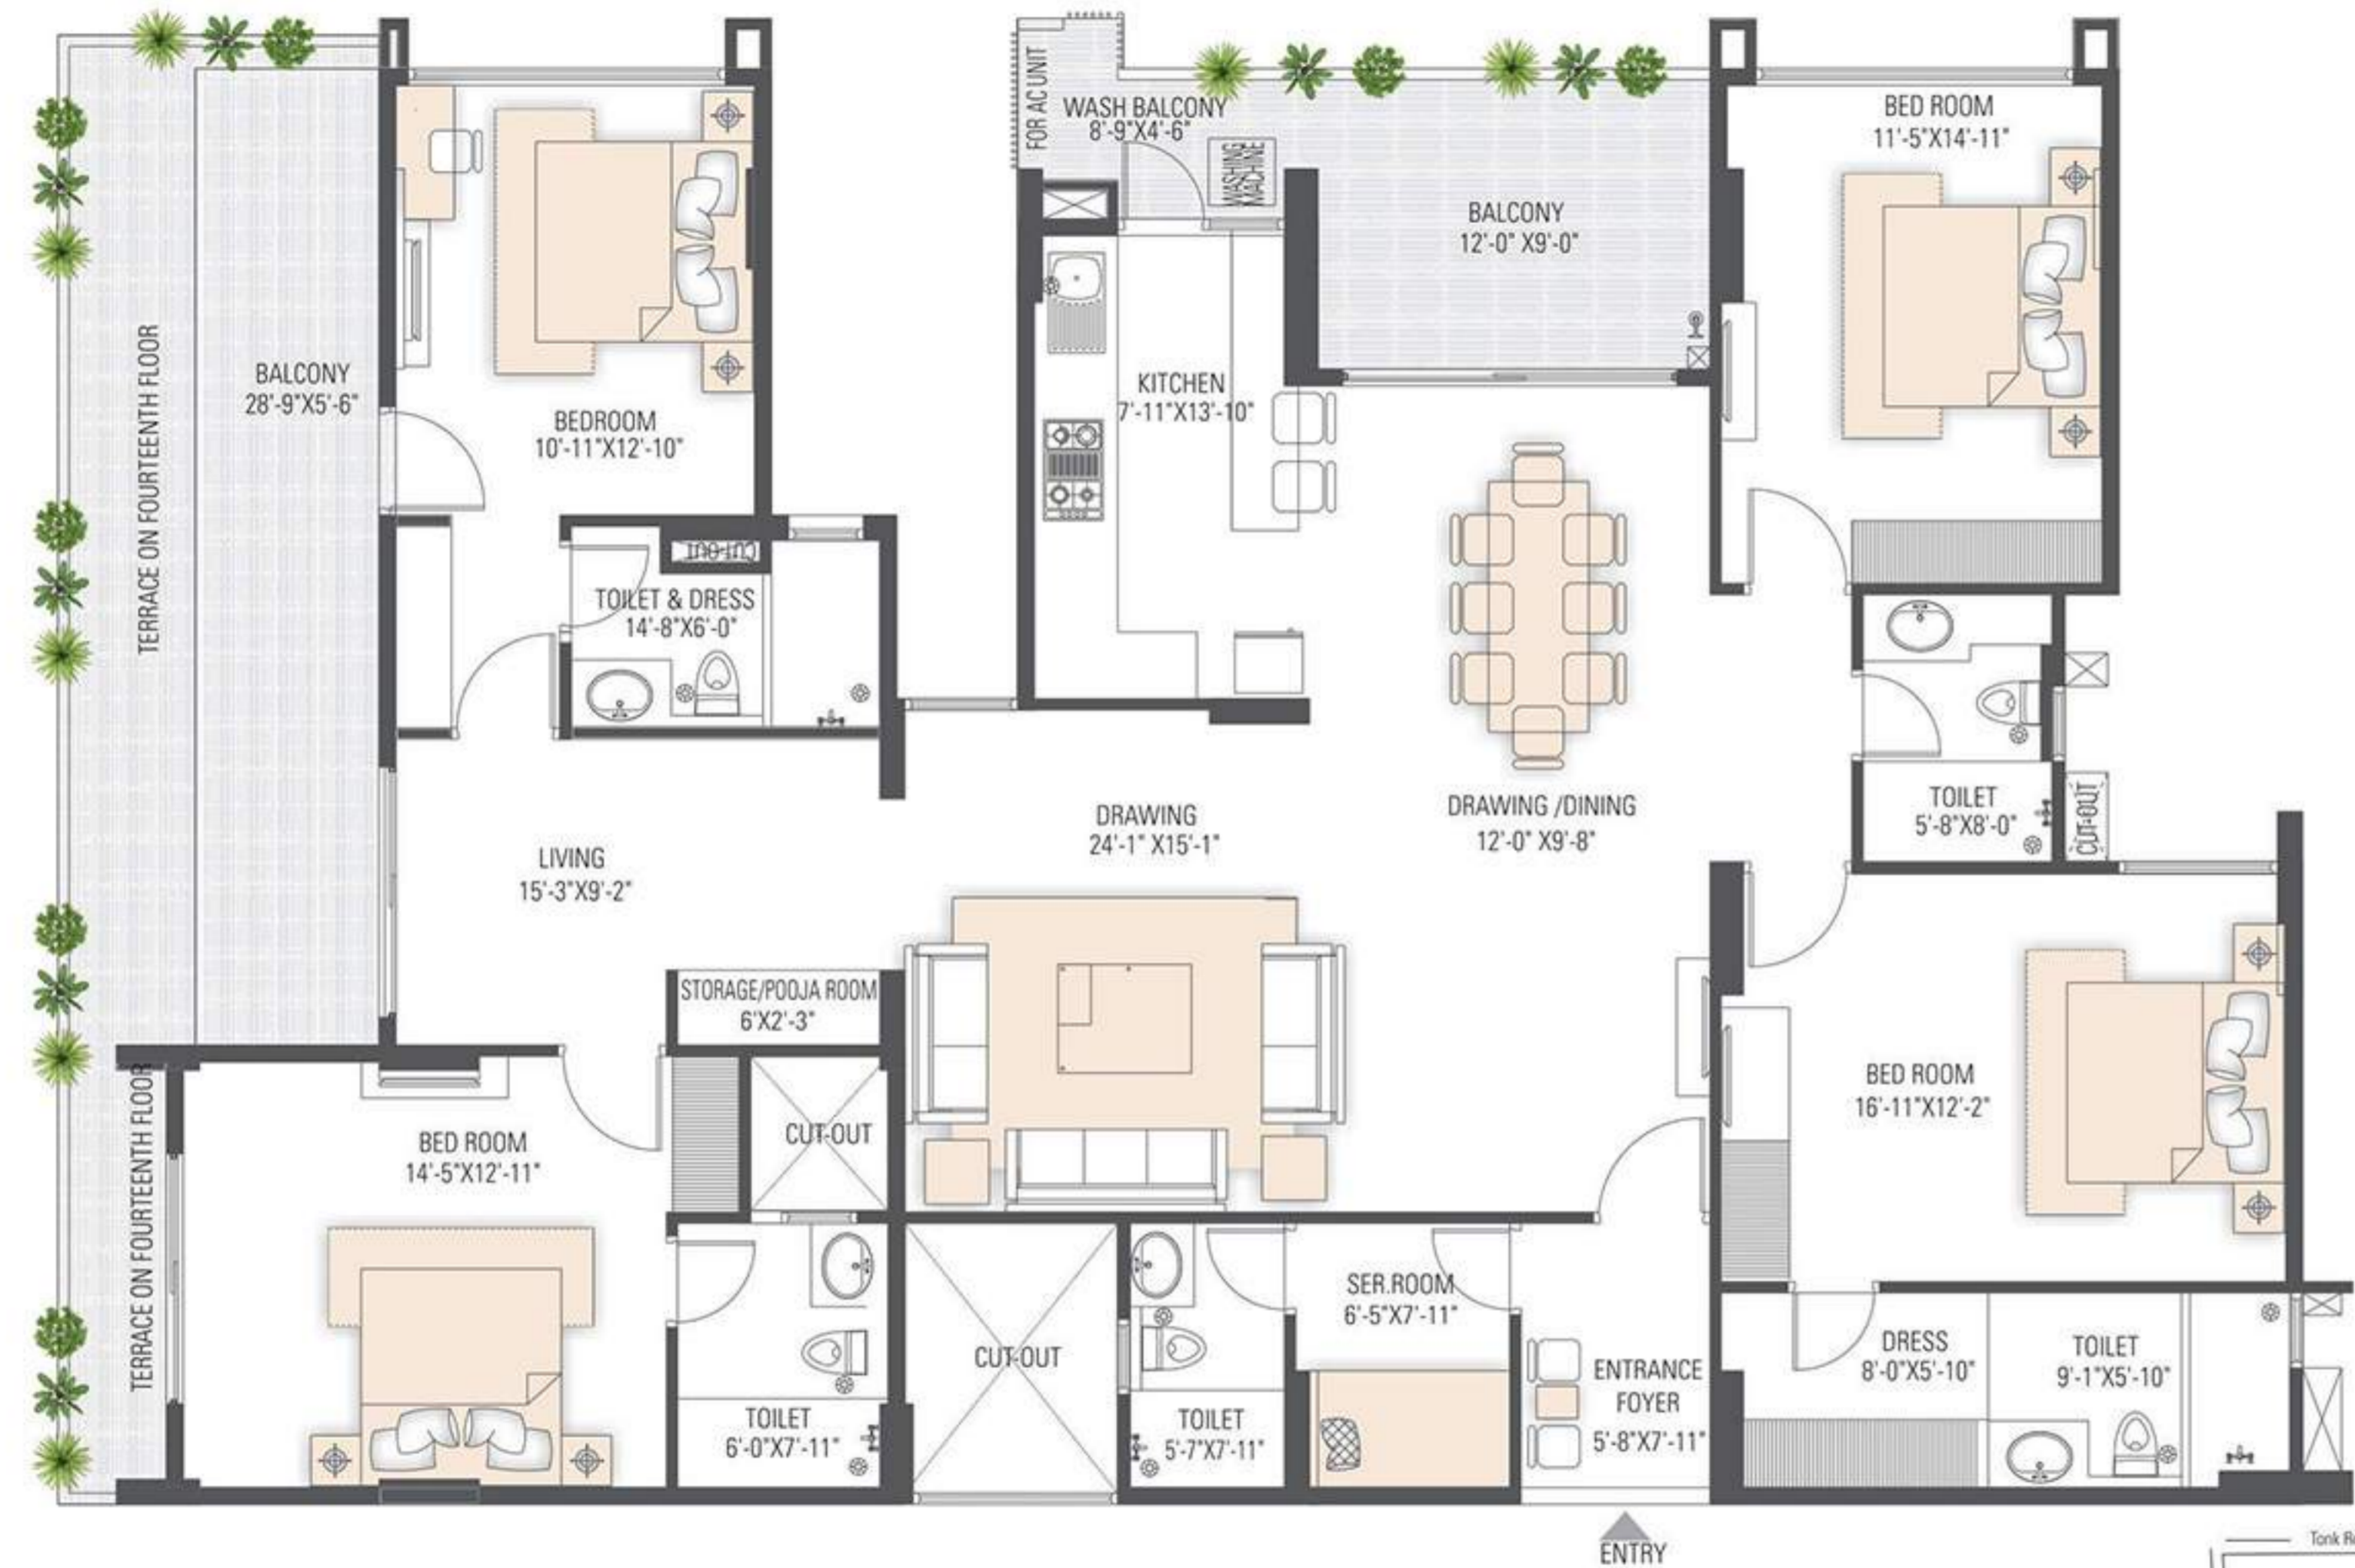 FOR AC UNIT
WASH BALCONY
8'-9"X4'-6"
WASHING
MACHINE
BED ROOM
11'-5"X14'-11"
BALCONY
12'-0" X9'-0"
TERRACE ON FOURTEENTH FLOOR
BALCONY
28'-9"X5'-6"
BEDROOM
10'-11"X12'-10"
KITCHEN
7'-11"X13'-10"
CUT-OUT
TOILET & DRESS
14'-8"X6'-0"
LIVING
15'-3"X9'-2"
DRAWING
24'-1" X15'-1"
DRAWING /DINING
12'-0" X9'-8"
TOILET
5'-8"X8'-0"
CUT-OUT
STORAGE/POOJA ROOM
6'X2'-3"
TERRACE ON FOURTEENTH FLOOR
BED ROOM
14'-5"X12'-11"
CUT-OUT
BED ROOM
16'-11"X12'-2"
CUT-OUT
SER.ROOM
6'-5"X7'-11"
TOILET
6'-0"X7'-11"
TOILET
5'-7"X7'-11"
ENTRANCE
FOYER
5'-8"X7'-11"
DRESS
8'-0"X5'-10"
TOILET
9'-1"X5'-10"
ENTRY
Tonk